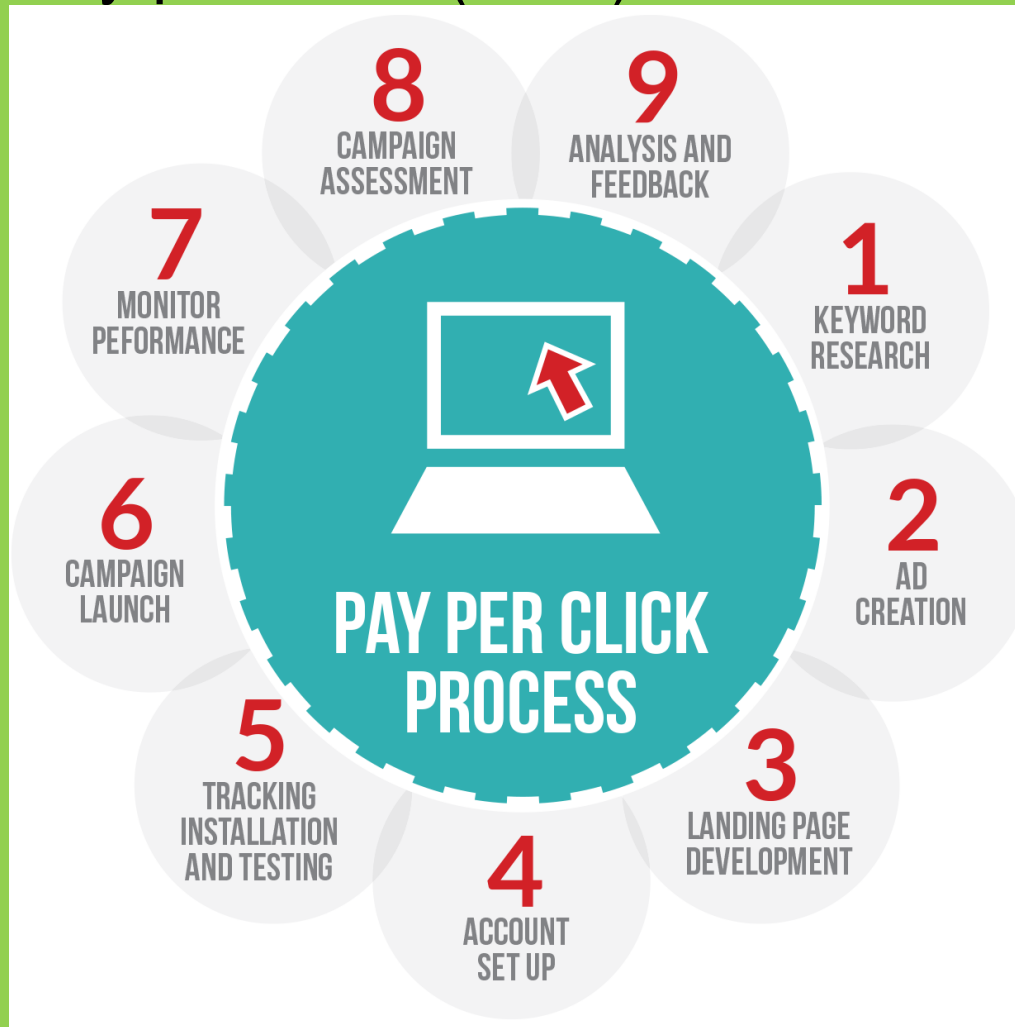 PAY PER CLICK
PROCESS
1
KEYWORD
RESEARCH
2
AD
CREATION
3
LANDING PAGE
DEVELOPMENT
4
ACCOUNT
SET UP
5
TRACKING
INSTALLATION
AND TESTING
6
CAMPAIGN
LAUNCH
7
MONITOR
PEFORMANCE
8
CAMPAIGN
ASSESSMENT
9
ANALYSIS AND
FEEDBACK